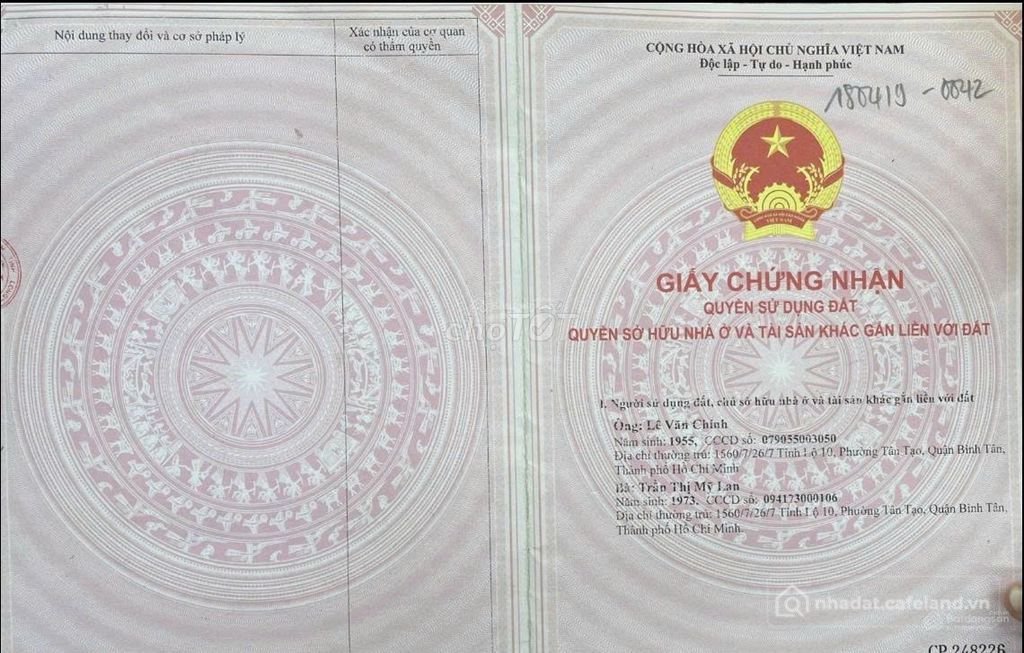 Nội dung thay đổi và cơ sở pháp lý
Xác nhận của cơ quan
có thẩm quyền
CỘNG HÒA XÃ HỘI CHỦ NGHĨA VIỆT NAM
Độc lập - Tự do - Hạnh phúc
180419 - 0042
VIỆT NAM
GIẤY CHỨNG NHẬN
QUYỀN SỬ DỤNG ĐẤT
QUYỀN SỞ HỮU NHÀ Ở VÀ TÀI SẢN KHÁC GẮN LIỀN VỚI ĐẤT
I. Người sử dụng đất, chủ sở hữu nhà ở và tài sản khác gắn liền với đất
Ông: Lê Văn Chính
Năm sinh: 1955, CCCD số: 079055003050
Địa chỉ thường trú: 1560/7/26/7 Tỉnh Lộ 10, Phường Tân Tạo, Quận Bình Tân,
Thành phố Hồ Chí Minh
Bà: Trần Thị Mỹ Lan
Năm sinh: 1973, CCCD số: 094173000106
Địa chỉ thường trú: 1560/7/26/7 Tỉnh Lộ 10, Phường Tân Tạo, Quận Bình Tân,
Thành phố Hồ Chí Minh.
chợTỐT
nhadat.cafeland.vn
Batdongsan
CP 248226